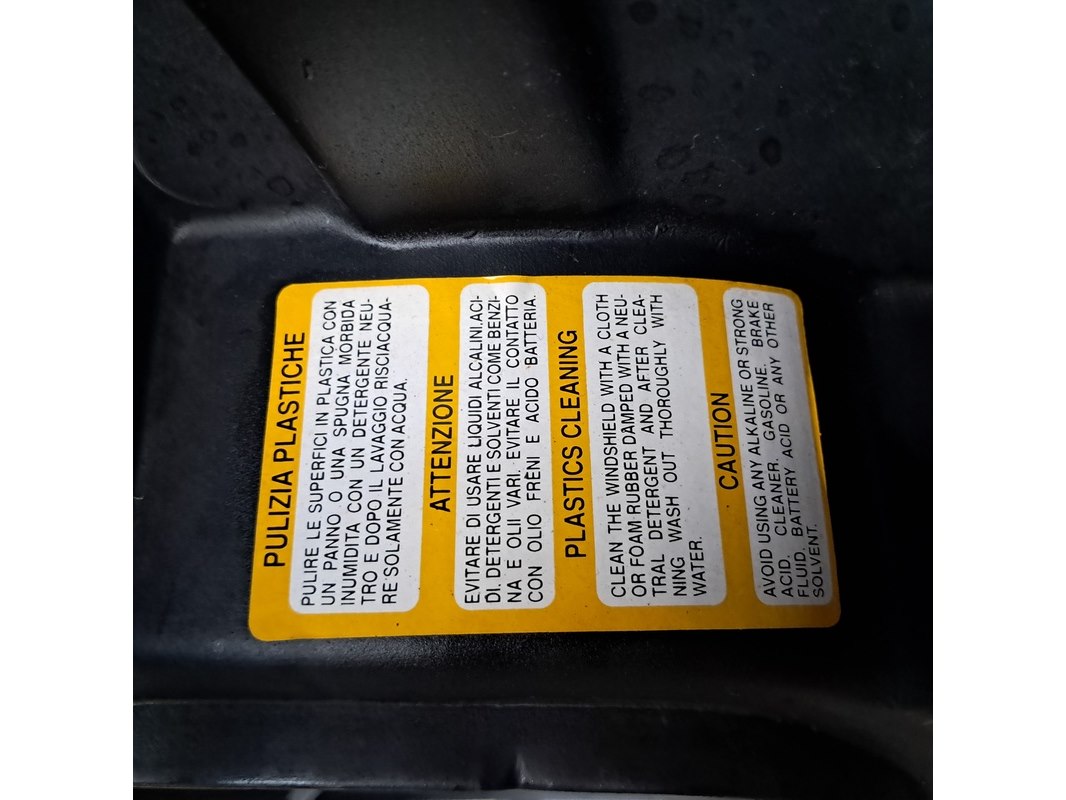 PULIZIA PLASTICHE
PULIRE LE SUPERFICI IN PLASTICA CON
UN PANNO O UNA SPUGNA MORBIDA
INUMIDITA CON UN DETERGENTE NEU-
TRO E DOPO IL LAVAGGIO RISCIACQUA-
RE SOLAMENTE CON ACQUA.
ATTENZIONE
EVITARE DI USARE LIQUIDI ALCALINI.ACI-
DI. DETERGENTI E SOLVENTI COME BENZI-
NA E OLII VARI. EVITARE IL CONTATTO
CON OLIO FRENI E ACIDO BATTERIA.
PLASTICS CLEANING
CLEAN THE WINDSHIELD WITH A CLOTH
OR FOAM RUBBER DAMPED WITH A NEU-
TRAL DETERGENT AND AFTER CLEA-
NING WASH OUT THOROUGHLY WITH
WATER.
CAUTION
AVOID USING ANY ALKALINE OR STRONG
ACID. CLEANER. GASOLINE. BRAKE
FLUID. BATTERY ACID OR ANY OTHER
SOLVENT.